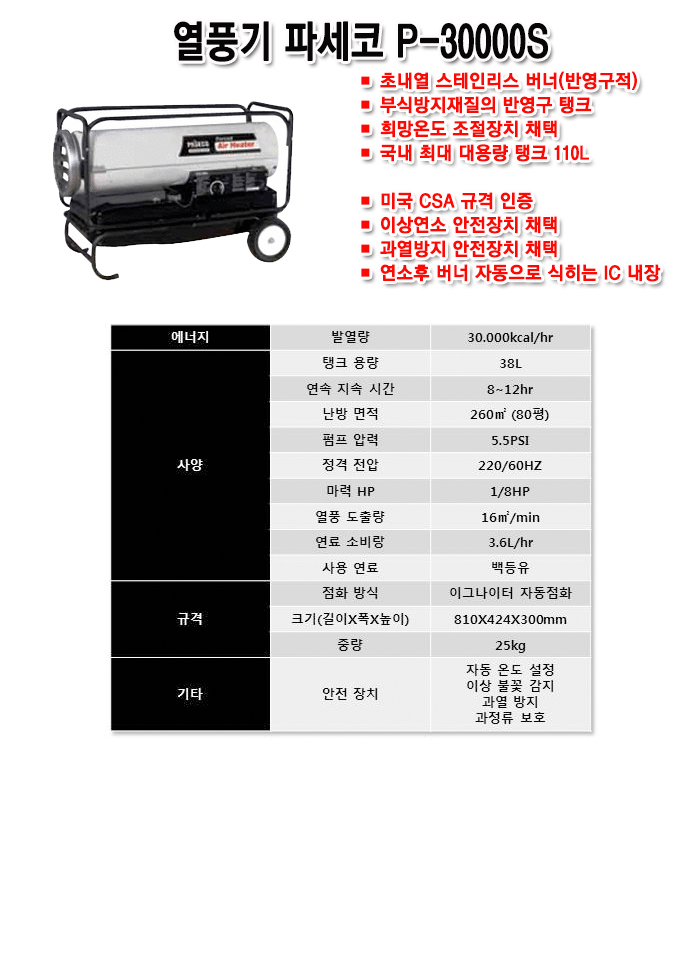 열풍기 파세코 P-30000S
■ 초내열 스테인리스 버너(반영구적)
■ 부식방지재질의 반영구 탱크
■ 희망온도 조절장치 채택
■ 국내 최대 대용량 탱크 110L
■ 미국 CSA 규격 인증
■ 이상연소 안전장치 채택
■ 과열방지 안전장치 채택
■ 연소후 버너 자동으로 식히는 IC 내장
Air Heater
에너지 발열량 30.000kcal/hr
사양 탱크 용량 38L
연속 지속 시간 8~12hr
난방 면적 260㎡ (80평)
펌프 압력 5.5PSI
정격 전압 220/60HZ
마력 HP 1/8HP
열풍 도출량 16㎡/min
연료 소비량 3.6L/hr
사용 연료 백등유
규격 점화 방식 이그나이터 자동점화
크기(길이X폭X높이) 810X424X300mm
중량 25kg
기타 안전 장치 자동 온도 설정
이상 불꽃 감지
과열 방지
과정류 보호